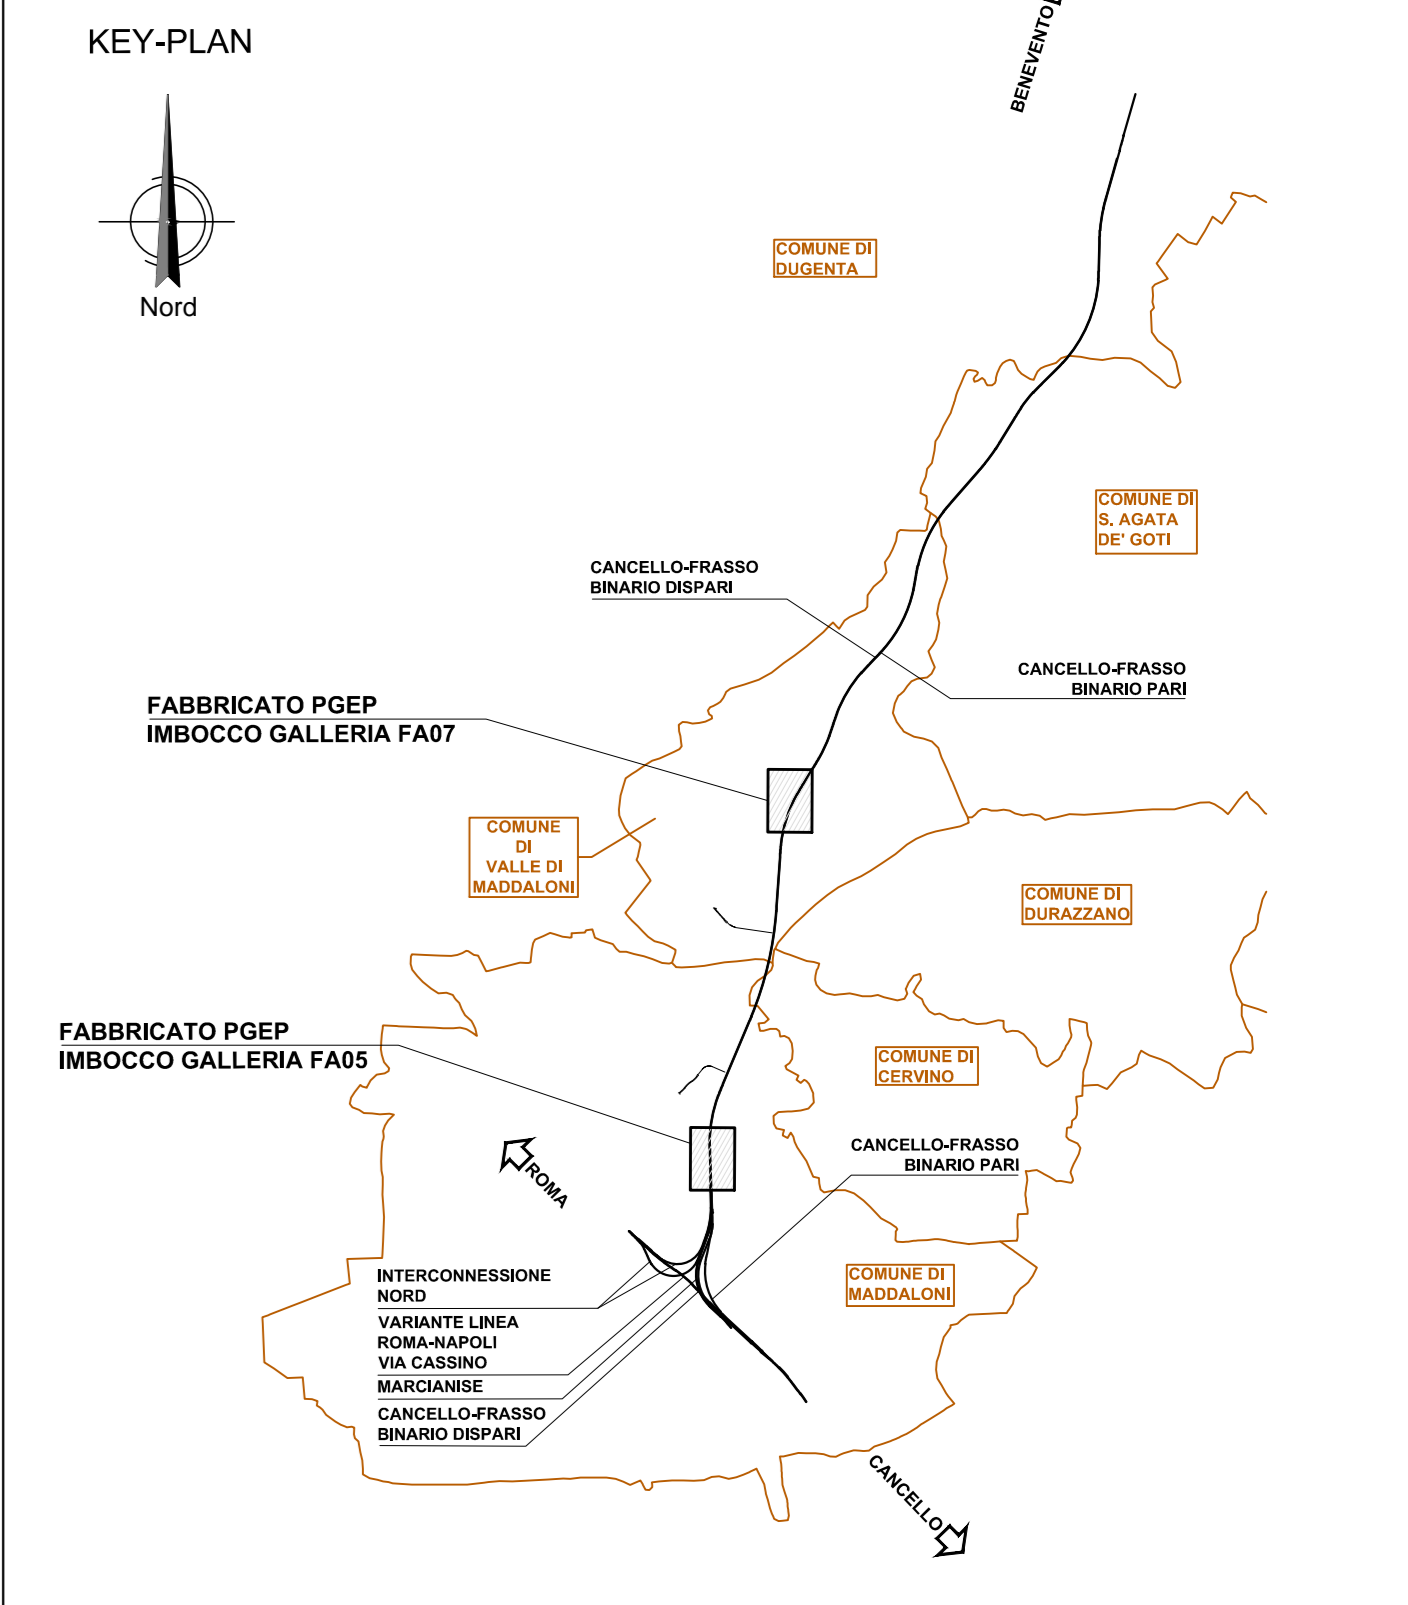 KEY-PLAN
BENEVENTO
Nord
COMUNE DI
DUGENTA
COMUNE DI
S. AGATA
DE' GOTI
CANCELLO-FRASSO
BINARIO DISPARI
CANCELLO-FRASSO
BINARIO PARI
FABBRICATO PGEP
IMBOCCO GALLERIA FA07
COMUNE
DI
VALLE DI
MADDALONI
COMUNE DI
DURAZZANO
FABBRICATO PGEP
IMBOCCO GALLERIA FA05
COMUNE DI
CERVINO
ROMA
CANCELLO-FRASSO
BINARIO PARI
INTERCONNESSIONE
NORD
COMUNE DI
MADDALONI
VARIANTE LINEA
ROMA-NAPOLI
VIA CASSINO
MARCIANISE
CANCELLO-FRASSO
BINARIO DISPARI
CANCELLO